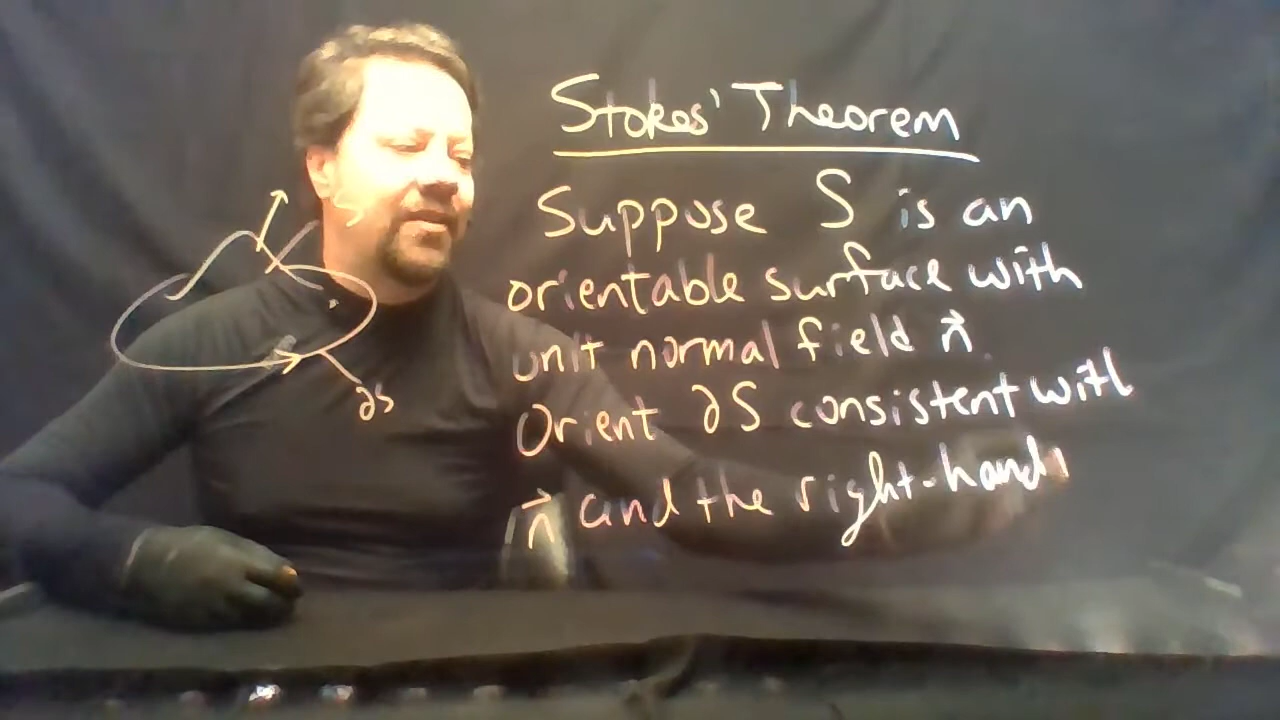 Stokes' Theorem
Suppose S is an
orientable surface with
unit normal field n⃗.
Orient ∂S consistent with
n⃗ and the right-hand
S
∂S